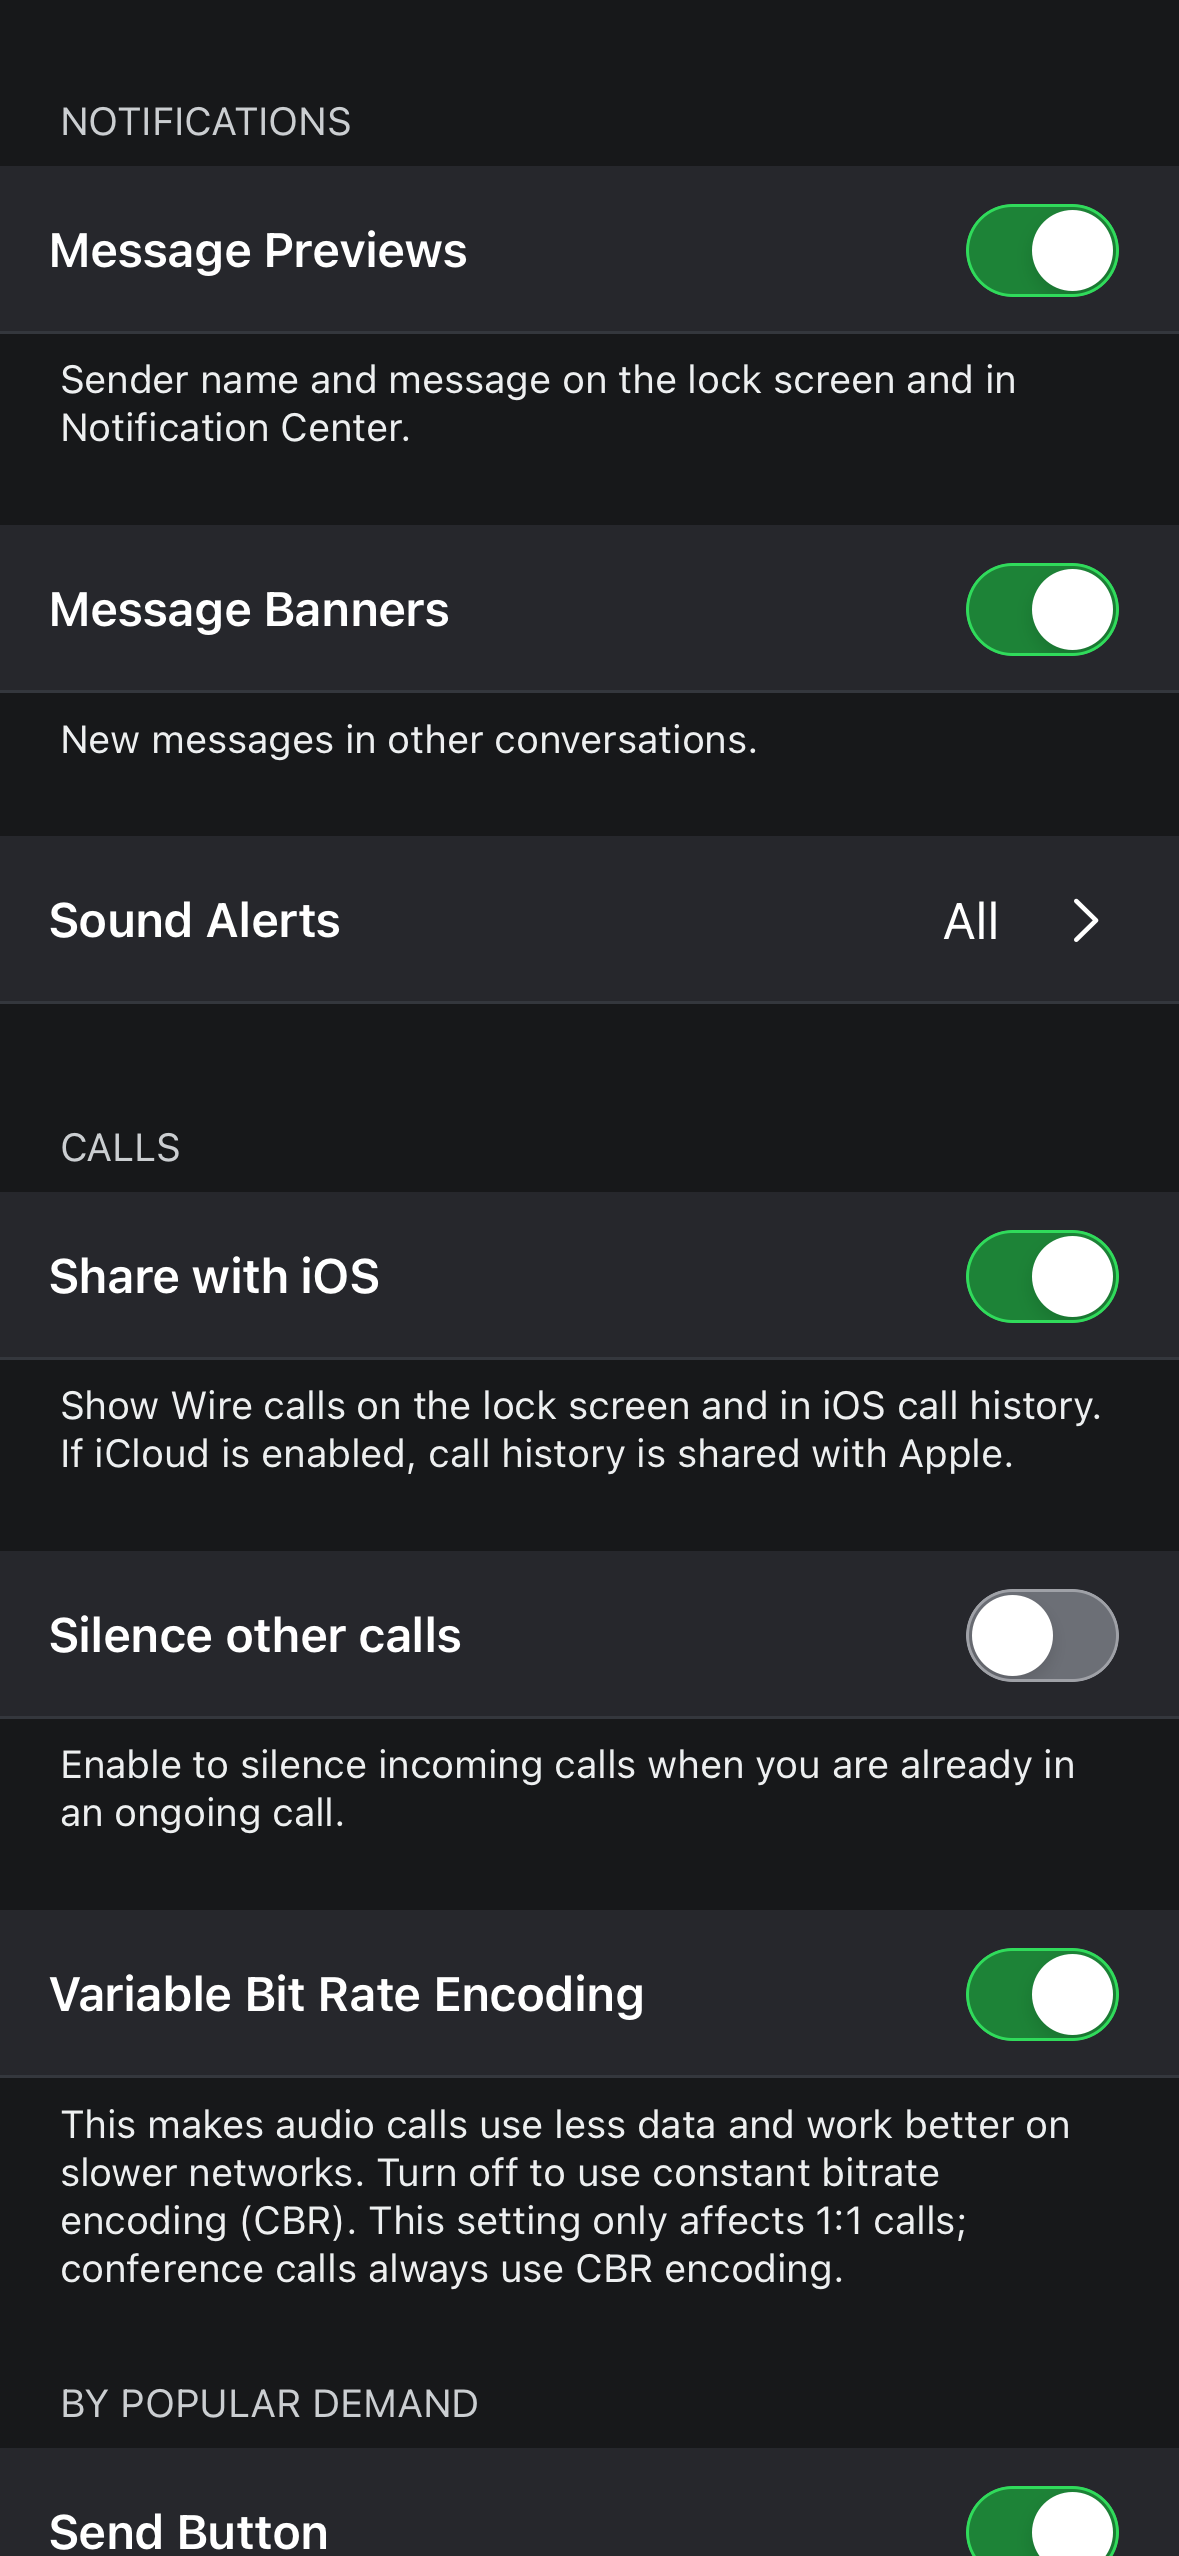 NOTIFICATIONS
Message Previews
Sender name and message on the lock screen and in
Notification Center.
Message Banners
New messages in other conversations.
Sound Alerts All
CALLS
Share with iOS
Show Wire calls on the lock screen and in iOS call history.
If iCloud is enabled, call history is shared with Apple.
Silence other calls
Enable to silence incoming calls when you are already in
an ongoing call.
Variable Bit Rate Encoding
This makes audio calls use less data and work better on
slower networks. Turn off to use constant bitrate
encoding (CBR). This setting only affects 1:1 calls;
conference calls always use CBR encoding.
BY POPULAR DEMAND
Send Button